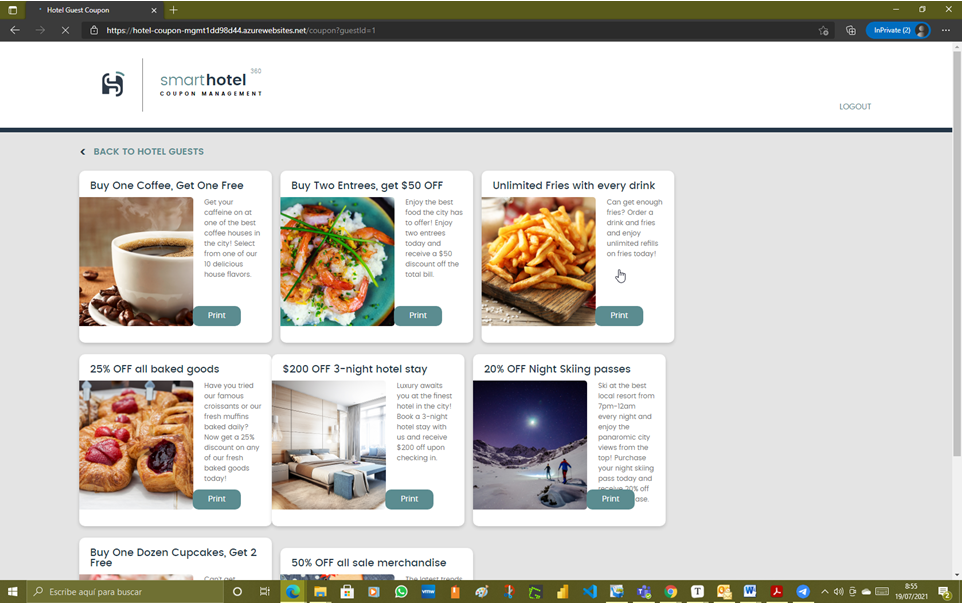 Hotel Guest Coupon
https://hotel-coupon-mgmt1dd98d44.azurewebsites.net/coupon?guestId=1
InPrivate (2)
smarthotel 360
COUPON MANAGEMENT
LOGOUT
BACK TO HOTEL GUESTS
Buy One Coffee, Get One Free
Get your
caffeine on at
one of the best
coffee houses in
the city! Select
from one of our
10 delicious
house flavors.
Print
Buy Two Entrees, get $50 OFF
Enjoy the best
food the city has
to offer! Enjoy
two entrees
today and
receive a $50
discount off the
total bill.
Print
Unlimited Fries with every drink
Can get enough
fries? Order a
drink and fries
and enjoy
unlimited refills
on fries today!
Print
25% OFF all baked goods
Have you tried
our famous
croissants or our
fresh muffins
baked daily?
Now get a 25%
discount on any
of our fresh
baked goods
today!
Print
$200 OFF 3-night hotel stay
Luxury awaits
you at the finest
hotel in the city!
Book a 3-night
hotel stay with
us and receive
$200 off upon
checking in.
Print
20% OFF Night Skiing passes
Ski at the best
local resort from
7pm-12am
every night and
enjoy the
panaromic city
views from the
top! Purchase
your night skiing
pass today and
receive 20% off
Print
Buy One Dozen Cupcakes, Get 2
Free
Can't get
50% OFF all sale merchandise
The latest trends
Escribe aquí para buscar
8:55
19/07/2021